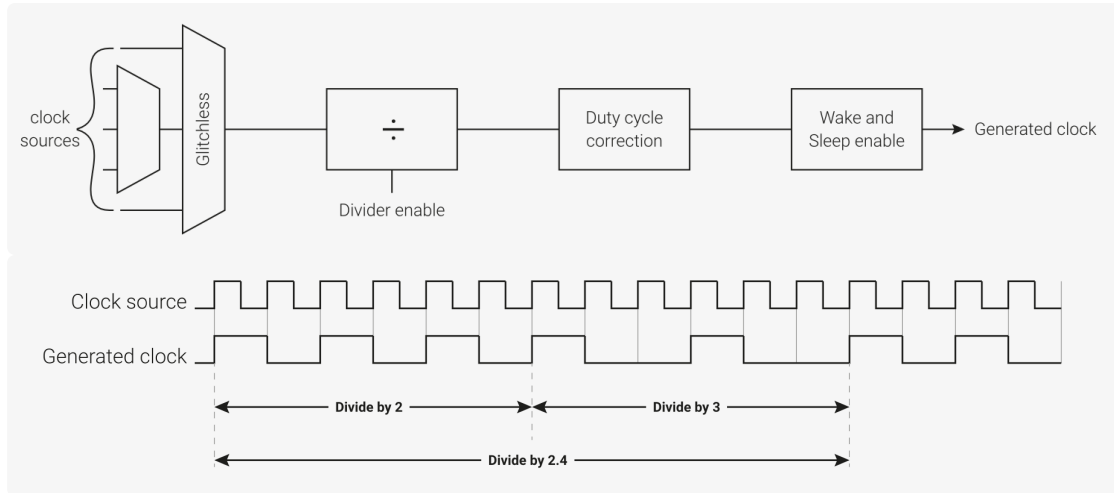 clock
sources
Glitchless
÷
Divider enable
Duty cycle
correction
Wake and
Sleep enable
Generated clock
Clock source
Generated clock
Divide by 2
Divide by 3
Divide by 2.4